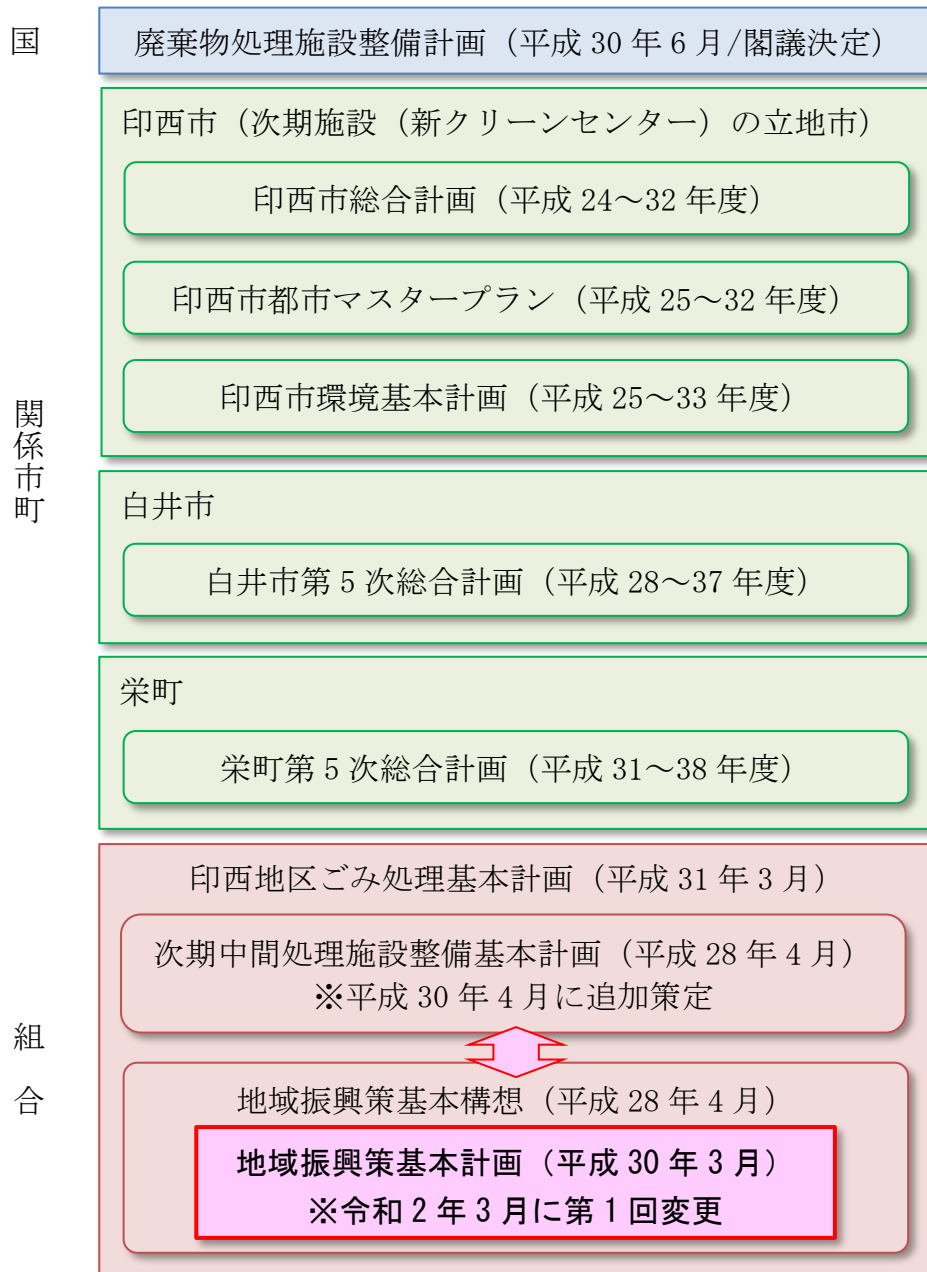 国
廃棄物処理施設整備計画（平成 30 年 6 月/閣議決定）
関係市町
印西市（次期施設（新クリーンセンター）の立地市）
印西市総合計画（平成 24～32 年度）
印西市都市マスタープラン（平成 25～32 年度）
印西市環境基本計画（平成 25～33 年度）
白井市
白井市第 5 次総合計画（平成 28～37 年度）
栄町
栄町第 5 次総合計画（平成 31～38 年度）
組合
印西地区ごみ処理基本計画（平成 31 年 3 月）
次期中間処理施設整備基本計画（平成 28 年 4 月）
※平成 30 年 4 月に追加策定
地域振興策基本構想（平成 28 年 4 月）
地域振興策基本計画（平成 30 年 3 月）
※令和 2 年 3 月に第 1 回変更